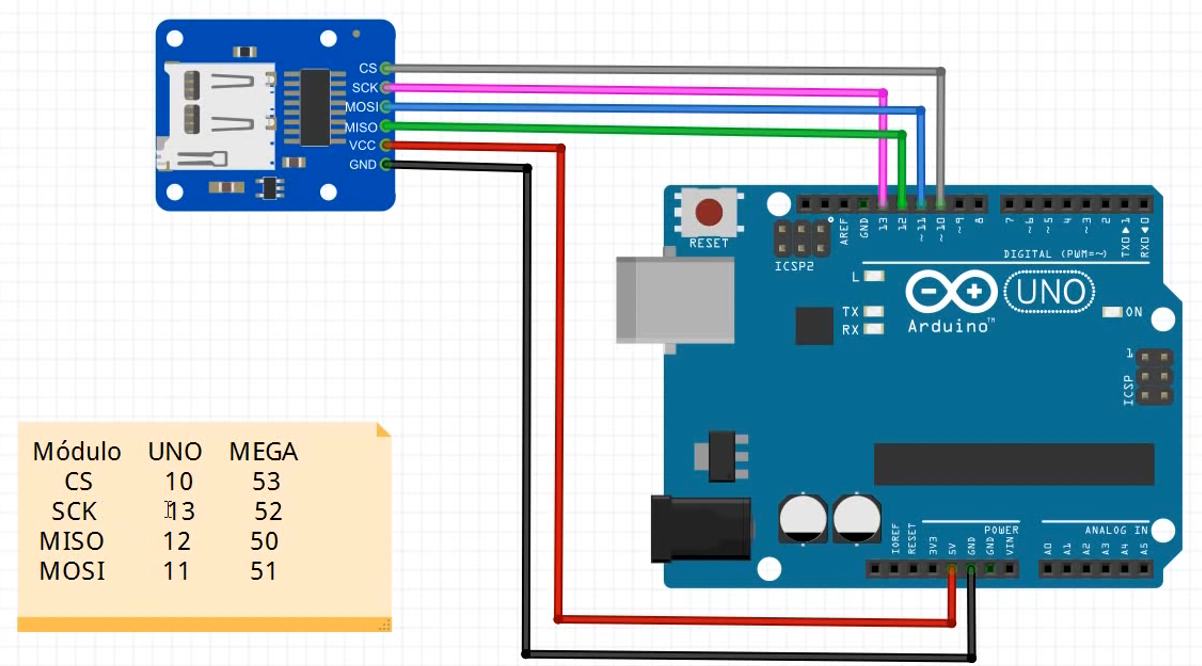 CS
SCK
MOSI
MISO
VCC
GND
RESET
ICSP2
AREF
GND
13
12
~11
~10
~9
8
7
~6
~5
4
~3
2
TX0▶1
RX0◀0
DIGITAL (PWM=~)
L
TX
RX
UNO
Arduino™
ON
1
ICSP
POWER
ANALOG IN
IOREF
RESET
3V3
5V
GND
GND
VIN
A0
A1
A2
A3
A4
A5
Módulo UNO MEGA
CS 10 53
SCK 13 52
MISO 12 50
MOSI 11 51